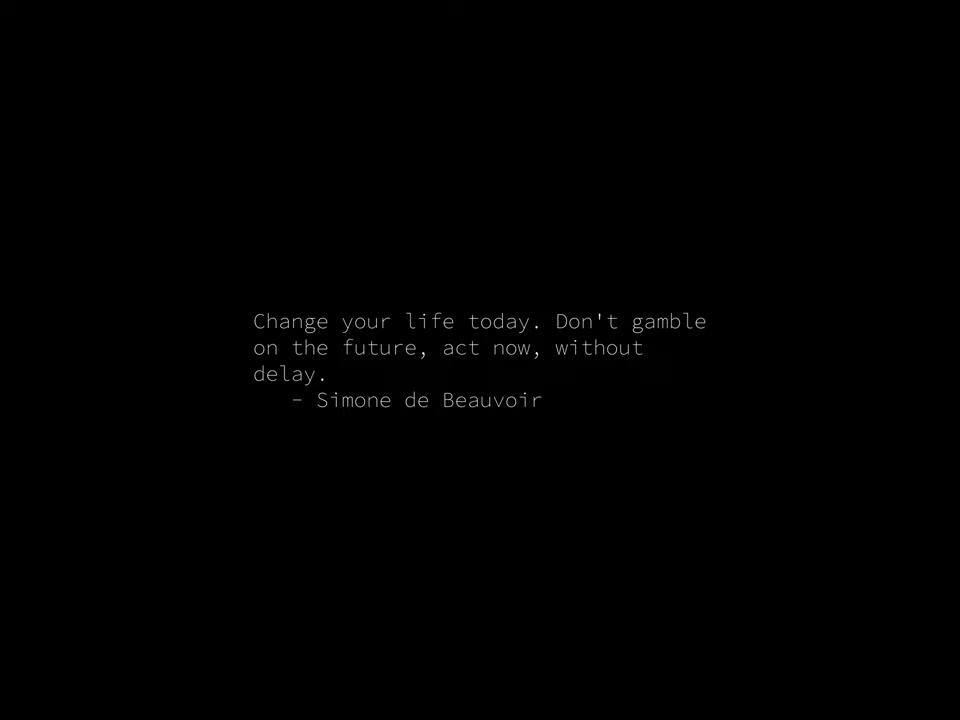 Change your life today. Don't gamble
on the future, act now, without
delay.
– Simone de Beauvoir